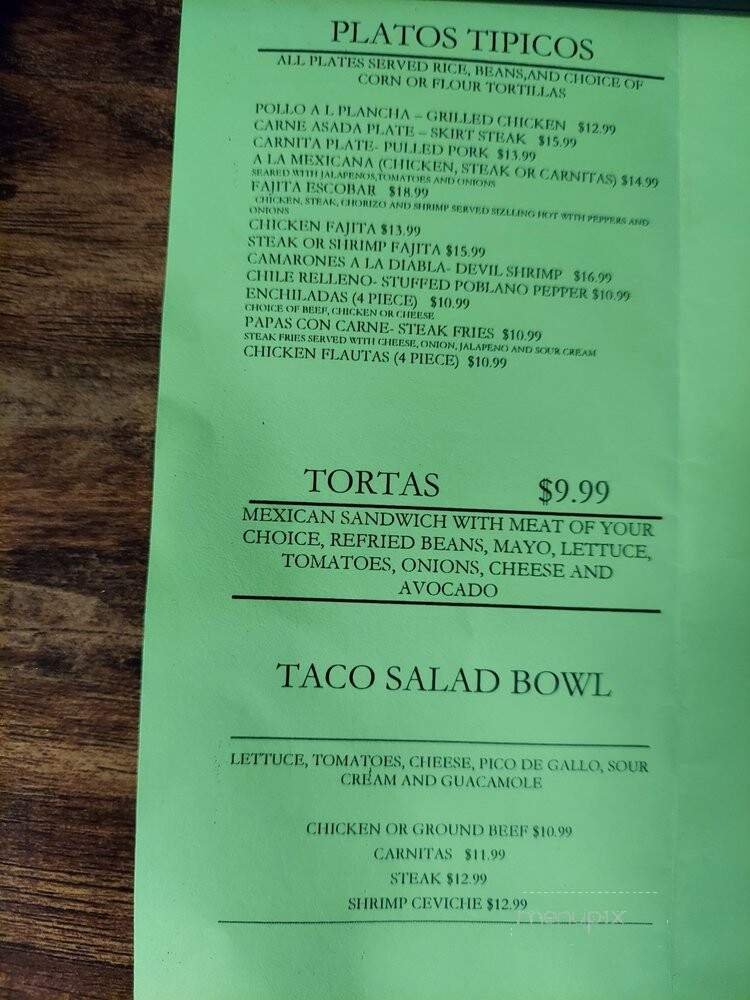 PLATOS TIPICOS
ALL PLATES SERVED RICE, BEANS,AND CHOICE OF
CORN OR FLOUR TORTILLAS
POLLO A L PLANCHA – GRILLED CHICKEN $12.99
CARNE ASADA PLATE – SKIRT STEAK $15.99
CARNITA PLATE- PULLED PORK $13.99
A LA MEXICANA (CHICKEN, STEAK OR CARNITAS) $14.99
SEARED WITH JALAPENOS,TOMATOES AND ONIONS
FAJITA ESCOBAR $18.99
CHICKEN, STEAK, CHORIZO AND SHRIMP SERVED SIZLLING HOT WITH PEPPERS AND
ONIONS
CHICKEN FAJITA $13.99
STEAK OR SHRIMP FAJITA $15.99
CAMARONES A LA DIABLA- DEVIL SHRIMP $16.99
CHILE RELLENO- STUFFED POBLANO PEPPER $10.99
ENCHILADAS (4 PIECE) $10.99
CHOICE OF BEEF, CHICKEN OR CHEESE
PAPAS CON CARNE- STEAK FRIES $10.99
STEAK FRIES SERVED WITH CHEESE, ONION, JALAPENO AND SOUR CREAM
CHICKEN FLAUTAS (4 PIECE) $10.99
TORTAS $9.99
MEXICAN SANDWICH WITH MEAT OF YOUR
CHOICE, REFRIED BEANS, MAYO, LETTUCE,
TOMATOES, ONIONS, CHEESE AND
AVOCADO
TACO SALAD BOWL
LETTUCE, TOMATOES, CHEESE, PICO DE GALLO, SOUR
CREAM AND GUACAMOLE
CHICKEN OR GROUND BEEF $10.99
CARNITAS $11.99
STEAK $12.99
SHRIMP CEVICHE $12.99
menupix